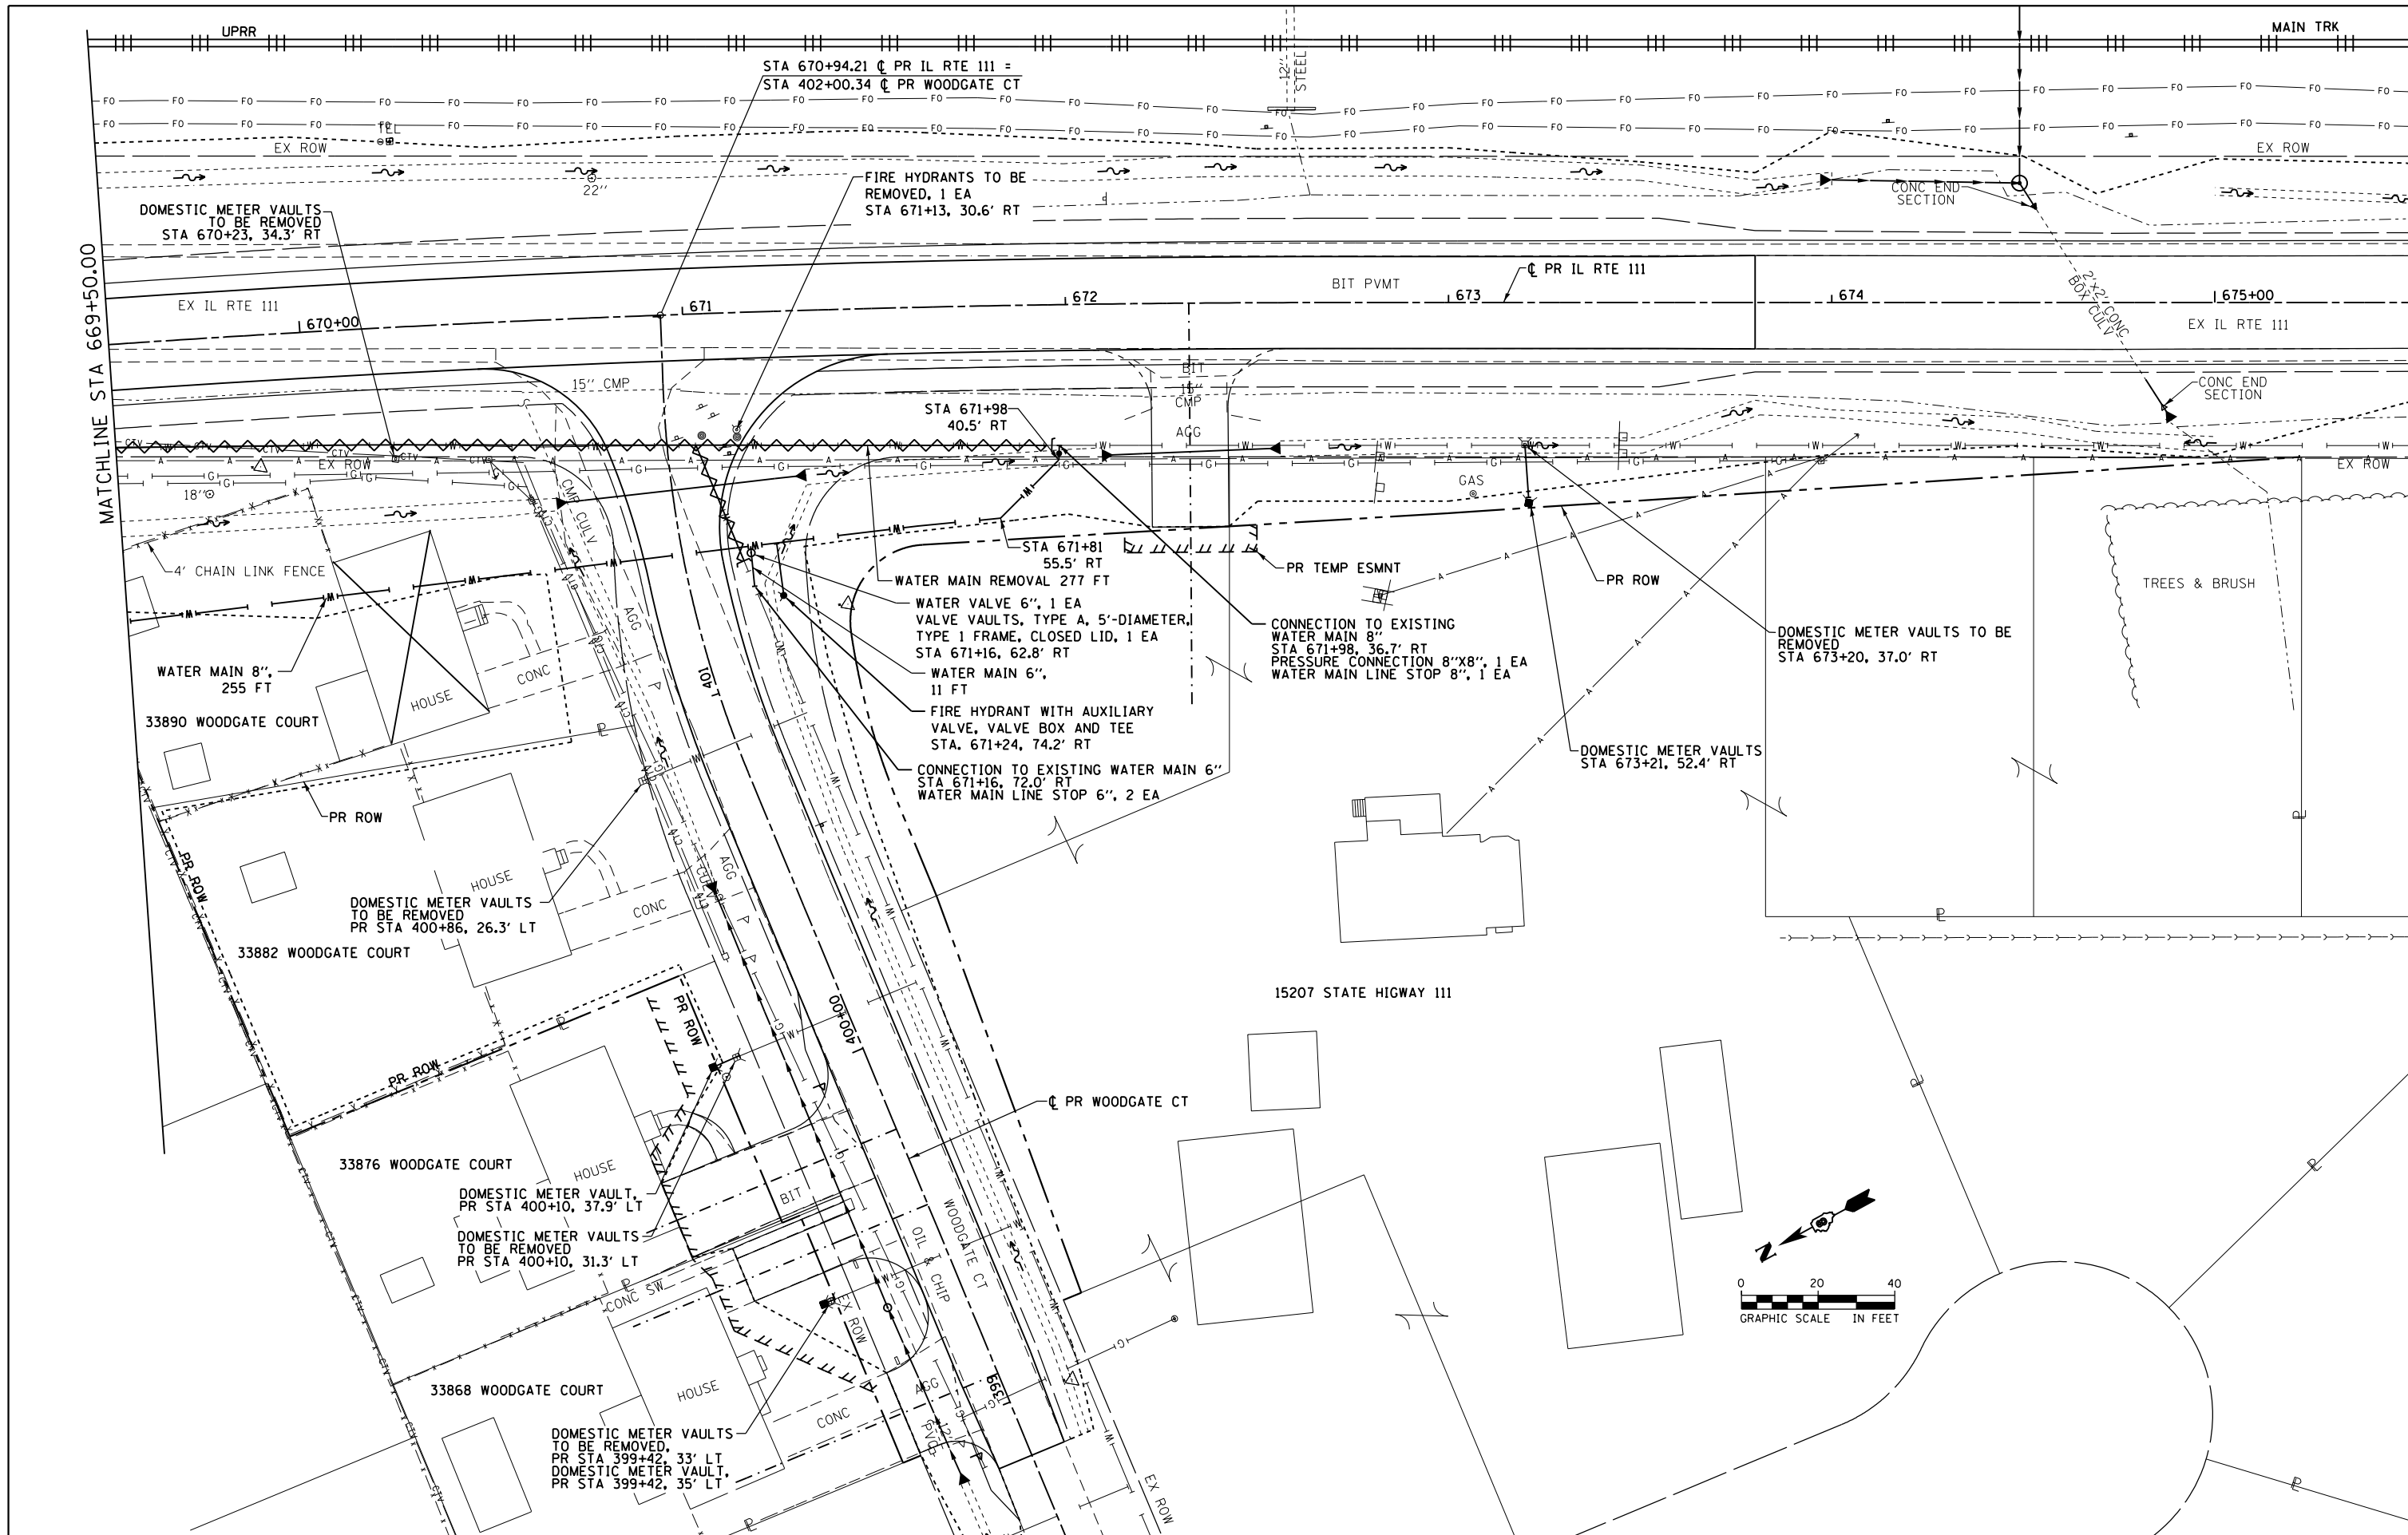 UPRR
MAIN TRK
STA 670+94.21 ℄ PR IL RTE 111 =
STA 402+00.34 ℄ PR WOODGATE CT
12''
STEEL
TEL
EX ROW
EX ROW
22''
FIRE HYDRANTS TO BE
REMOVED, 1 EA
STA 671+13, 30.6' RT
CONC END
SECTION
DOMESTIC METER VAULTS
TO BE REMOVED
STA 670+23, 34.3' RT
MATCHLINE STA 669+50.00
EX IL RTE 111
670+00
671
672
BIT PVMT
673
℄ PR IL RTE 111
674
675+00
EX IL RTE 111
2'x2' CONC
BOX CULV
15'' CMP
BIT
15''
CMP
AGG
STA 671+98
40.5' RT
CONC END
SECTION
EX ROW
EX ROW
18''
CMP CULV
GAS
4' CHAIN LINK FENCE
STA 671+81
55.5' RT
PR TEMP ESMNT
PR ROW
TREES & BRUSH
WATER MAIN REMOVAL 277 FT
WATER VALVE 6'', 1 EA
VALVE VAULTS, TYPE A, 5'-DIAMETER,
TYPE 1 FRAME, CLOSED LID, 1 EA
STA 671+16, 62.8' RT
CONNECTION TO EXISTING
WATER MAIN 8''
STA 671+98, 36.7' RT
PRESSURE CONNECTION 8''X8'', 1 EA
WATER MAIN LINE STOP 8'', 1 EA
DOMESTIC METER VAULTS TO BE
REMOVED
STA 673+20, 37.0' RT
AGG
WATER MAIN 8'',
255 FT
CONC
HOUSE
401
WATER MAIN 6'',
11 FT
33890 WOODGATE COURT
FIRE HYDRANT WITH AUXILIARY
VALVE, VALVE BOX AND TEE
STA. 671+24, 74.2' RT
DOMESTIC METER VAULTS
STA 673+21, 52.4' RT
CONNECTION TO EXISTING WATER MAIN 6''
STA 671+16, 72.0' RT
WATER MAIN LINE STOP 6'', 2 EA
PR ROW
PR ROW
HOUSE
AGG
CULV
CONC
DOMESTIC METER VAULTS
TO BE REMOVED
PR STA 400+86, 26.3' LT
33882 WOODGATE COURT
15207 STATE HIGWAY 111
PR ROW
400+00
PR ROW
℄ PR WOODGATE CT
33876 WOODGATE COURT
HOUSE
DOMESTIC METER VAULT,
PR STA 400+10, 37.9' LT
BIT
WOODGATE CT
OIL & CHIP
DOMESTIC METER VAULTS
TO BE REMOVED
PR STA 400+10, 31.3' LT
CONC SW
EX ROW
N
0 20 40
GRAPHIC SCALE IN FEET
33868 WOODGATE COURT
HOUSE
AGG
399
CONC
12''
PVC
DOMESTIC METER VAULTS
TO BE REMOVED,
PR STA 399+42, 33' LT
DOMESTIC METER VAULT,
PR STA 399+42, 35' LT
EX ROW